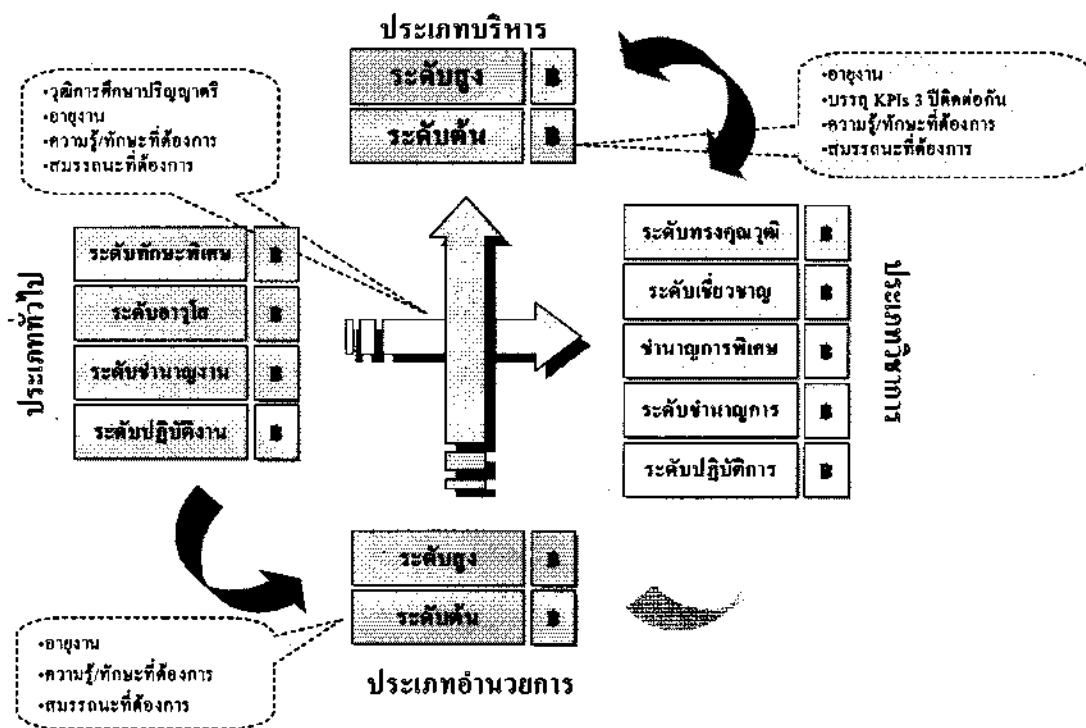 ประเภทบริหาร
ระดับสูง ฿
ระดับต้น ฿
•วุฒิการศึกษาปริญญาตรี
•อายุงาน
•ความรู้/ทักษะที่ต้องการ
•สมรรถนะที่ต้องการ
•อายุงาน
•บรรลุ KPIs 3 ปีติดต่อกัน
•ความรู้/ทักษะที่ต้องการ
•สมรรถนะที่ต้องการ
ประเภททั่วไป
ระดับทักษะพิเศษ ฿
ระดับอาวุโส ฿
ระดับชำนาญงาน ฿
ระดับปฏิบัติงาน ฿
ระดับทรงคุณวุฒิ ฿
ระดับเชี่ยวชาญ ฿
ชำนาญการพิเศษ ฿
ระดับชำนาญการ ฿
ระดับปฏิบัติการ ฿
ประเภทวิชาการ
ระดับสูง ฿
ระดับต้น ฿
ประเภทอำนวยการ
•อายุงาน
•ความรู้/ทักษะที่ต้องการ
•สมรรถนะที่ต้องการ